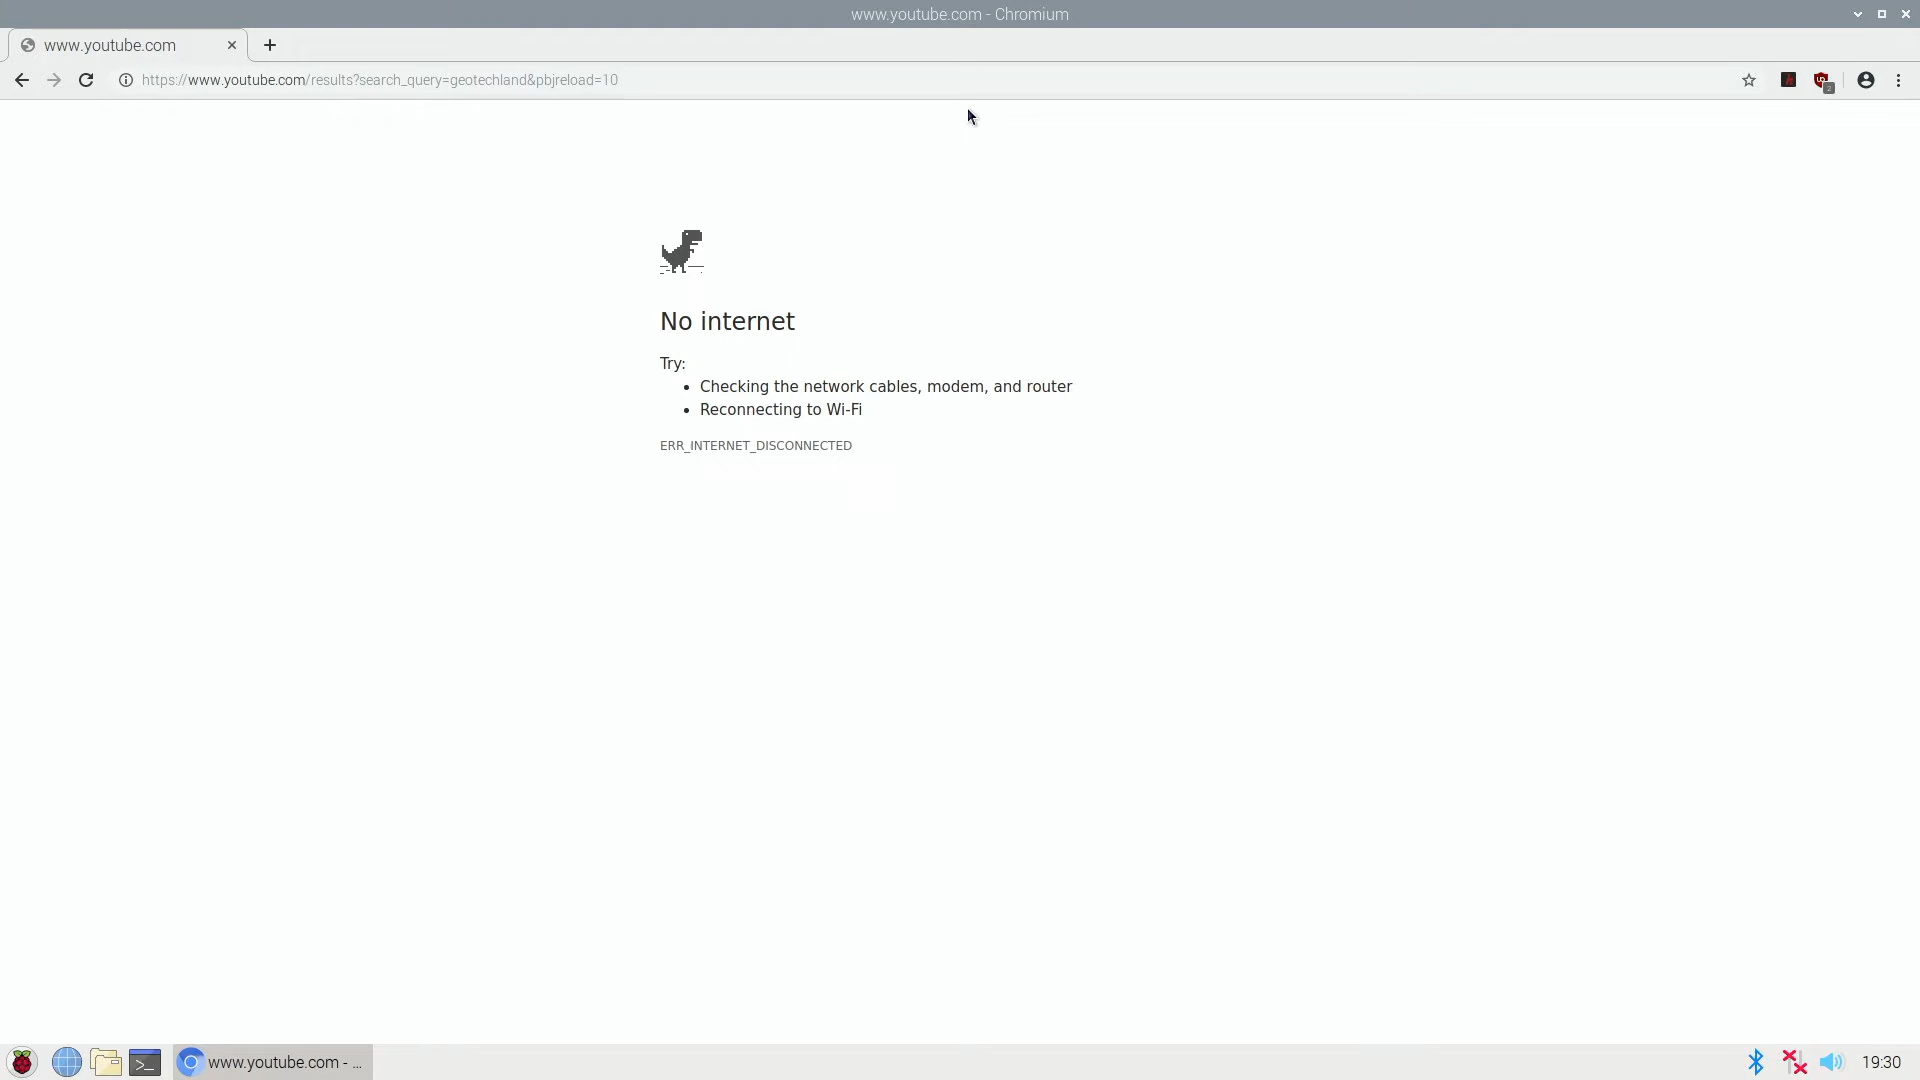 www.youtube.com - Chromium
www.youtube.com
https://www.youtube.com/results?search_query=geotechland&pbjreload=10
2
No internet
Try:
• Checking the network cables, modem, and router
• Reconnecting to Wi-Fi
ERR_INTERNET_DISCONNECTED
www.youtube.com - ...
19:30